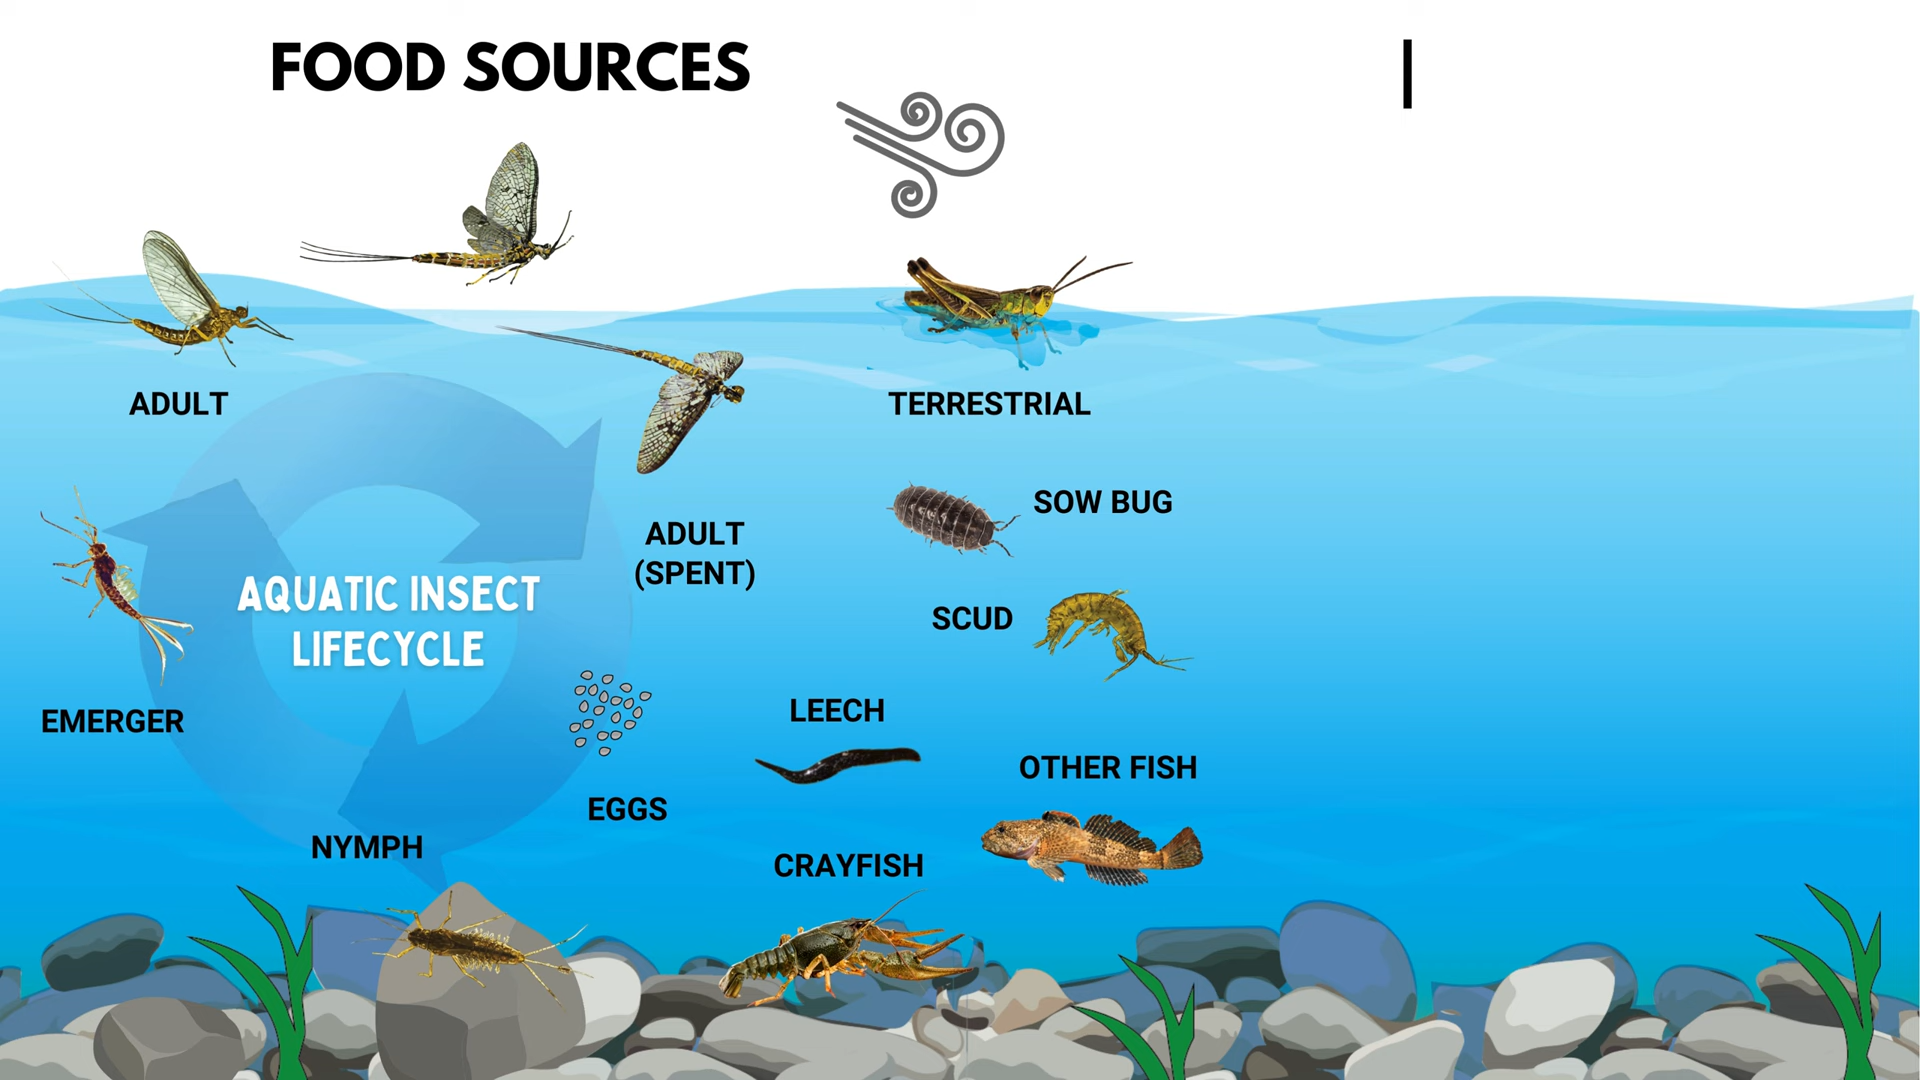 FOOD SOURCES
ADULT
TERRESTRIAL
SOW BUG
ADULT
(SPENT)
AQUATIC INSECT
LIFECYCLE
SCUD
EMERGER
LEECH
OTHER FISH
EGGS
NYMPH
CRAYFISH